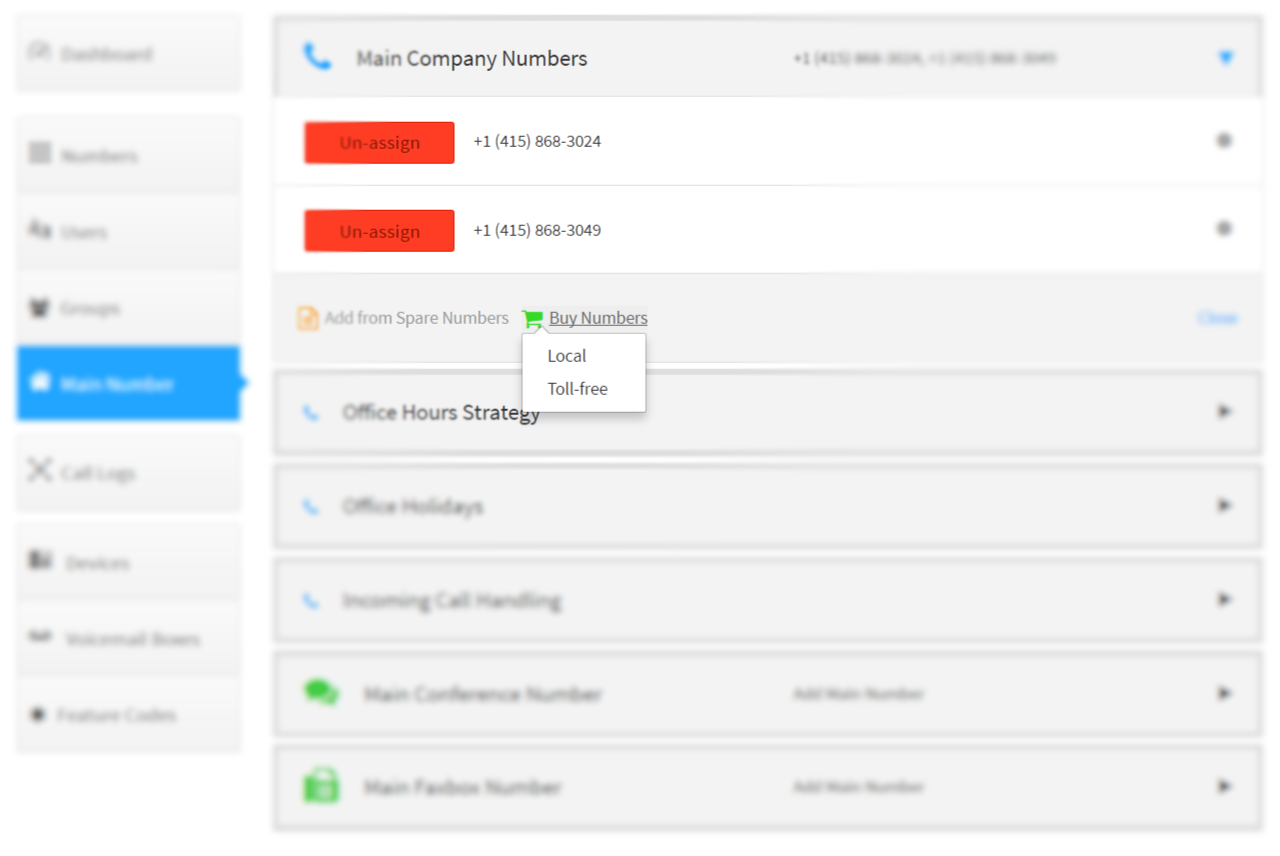 Dashboard
Numbers
Users
Groups
Main Number
Call Logs
Devices
Voicemail Boxes
Feature Codes
Main Company Numbers +1 (415) 868-3024, +1 (415) 868-3049
Un-assign +1 (415) 868-3024
Un-assign +1 (415) 868-3049
Add from Spare Numbers Buy Numbers Close
Local
Toll-free
Office Hours Strategy
Office Holidays
Incoming Call Handling
Main Conference Number Add Main Number
Main Faxbox Number Add Main Number